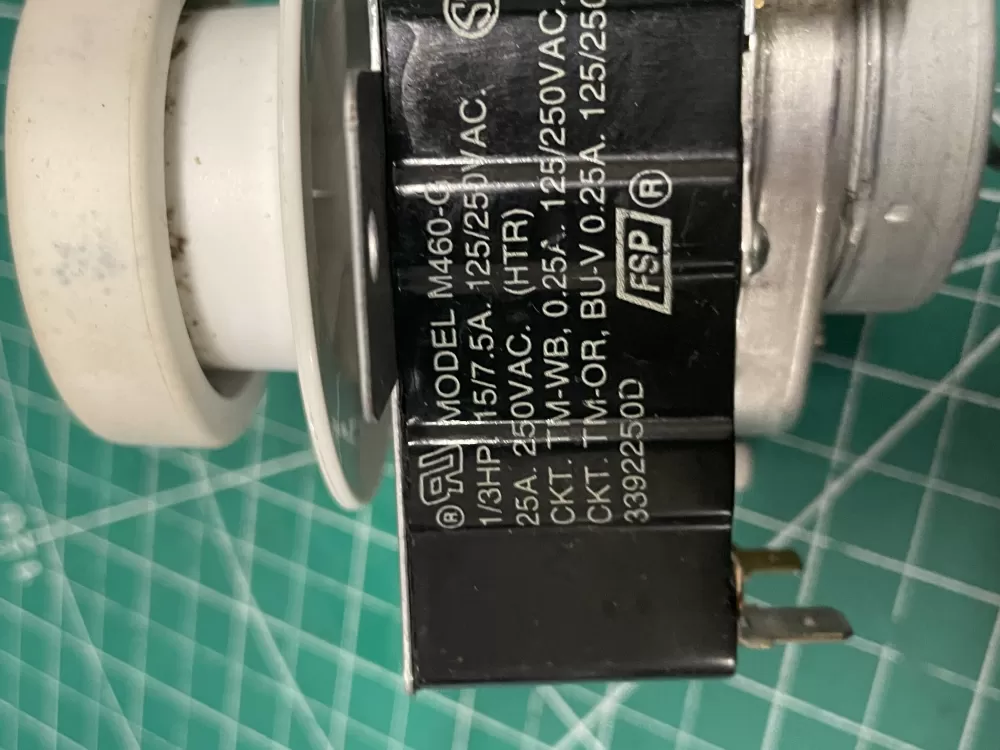 MODEL M460-G
1/3HP. 15/7.5A. 125/250VAC.
25A. 250VAC. (HTR)
CKT. TM-WB, 0.25A. 125/250VAC.
CKT. TM-OR, BU-V 0.25A. 125/250
3392250D
FSP ®